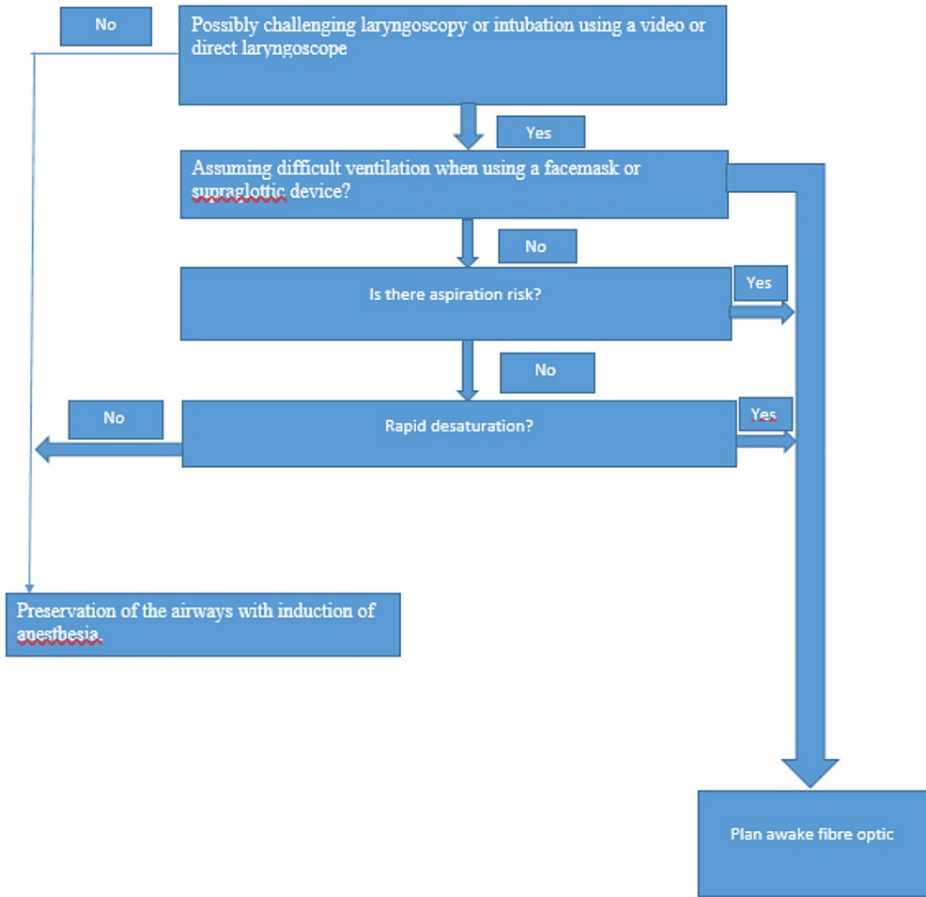 No
Possibly challenging laryngoscopy or intubation using a video or
direct laryngoscope
Yes
Assuming difficult ventilation when using a facemask or
supraglottic device?
No
Is there aspiration risk?
Yes
No
No
Rapid desaturation?
Yes
Preservation of the airways with induction of
anesthesia.
Plan awake fibre optic